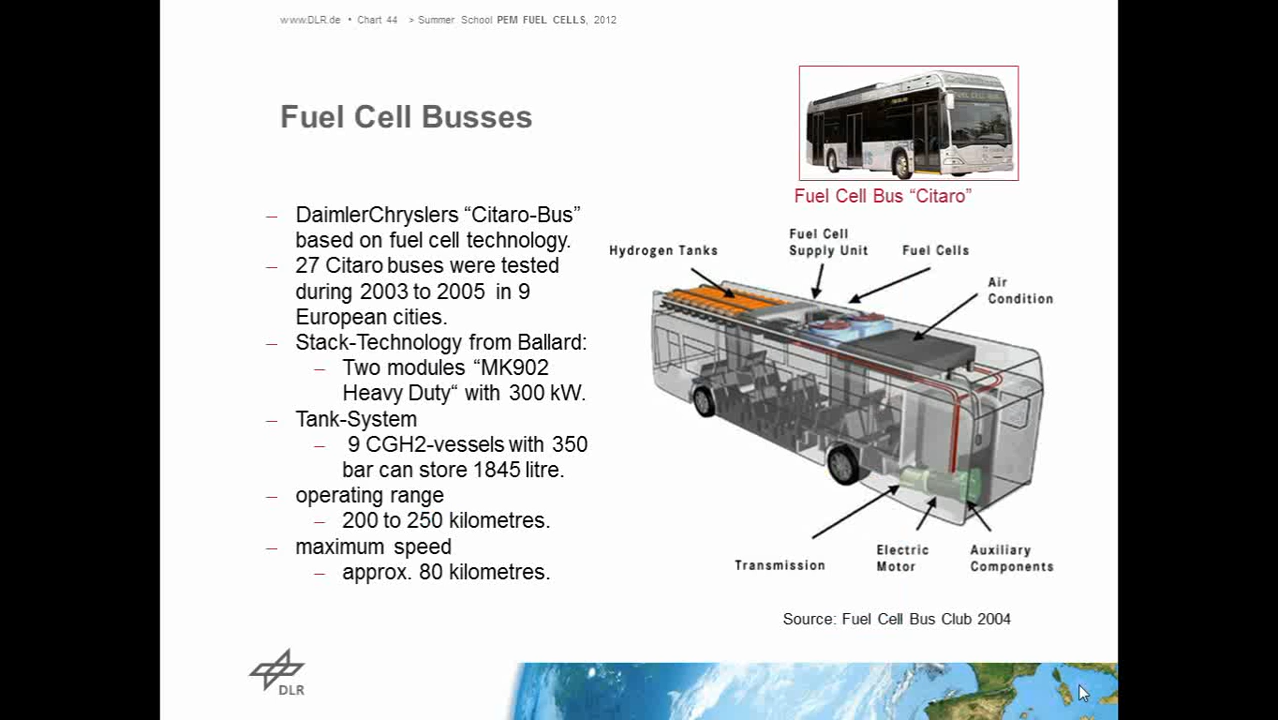 www.DLR.de • Chart 44 > Summer School PEM FUEL CELLS, 2012
Fuel Cell Busses
Fuel Cell Bus “Citaro”
– DaimlerChryslers “Citaro-Bus”
based on fuel cell technology.
– 27 Citaro buses were tested
during 2003 to 2005 in 9
European cities.
– Stack-Technology from Ballard:
– Two modules “MK902
Heavy Duty“ with 300 kW.
– Tank-System
– 9 CGH2-vessels with 350
bar can store 1845 litre.
– operating range
– 200 to 250 kilometres.
– maximum speed
– approx. 80 kilometres.
Hydrogen Tanks
Fuel Cell
Supply Unit
Fuel Cells
Air
Condition
Transmission
Electric
Motor
Auxiliary
Components
Source: Fuel Cell Bus Club 2004
DLR